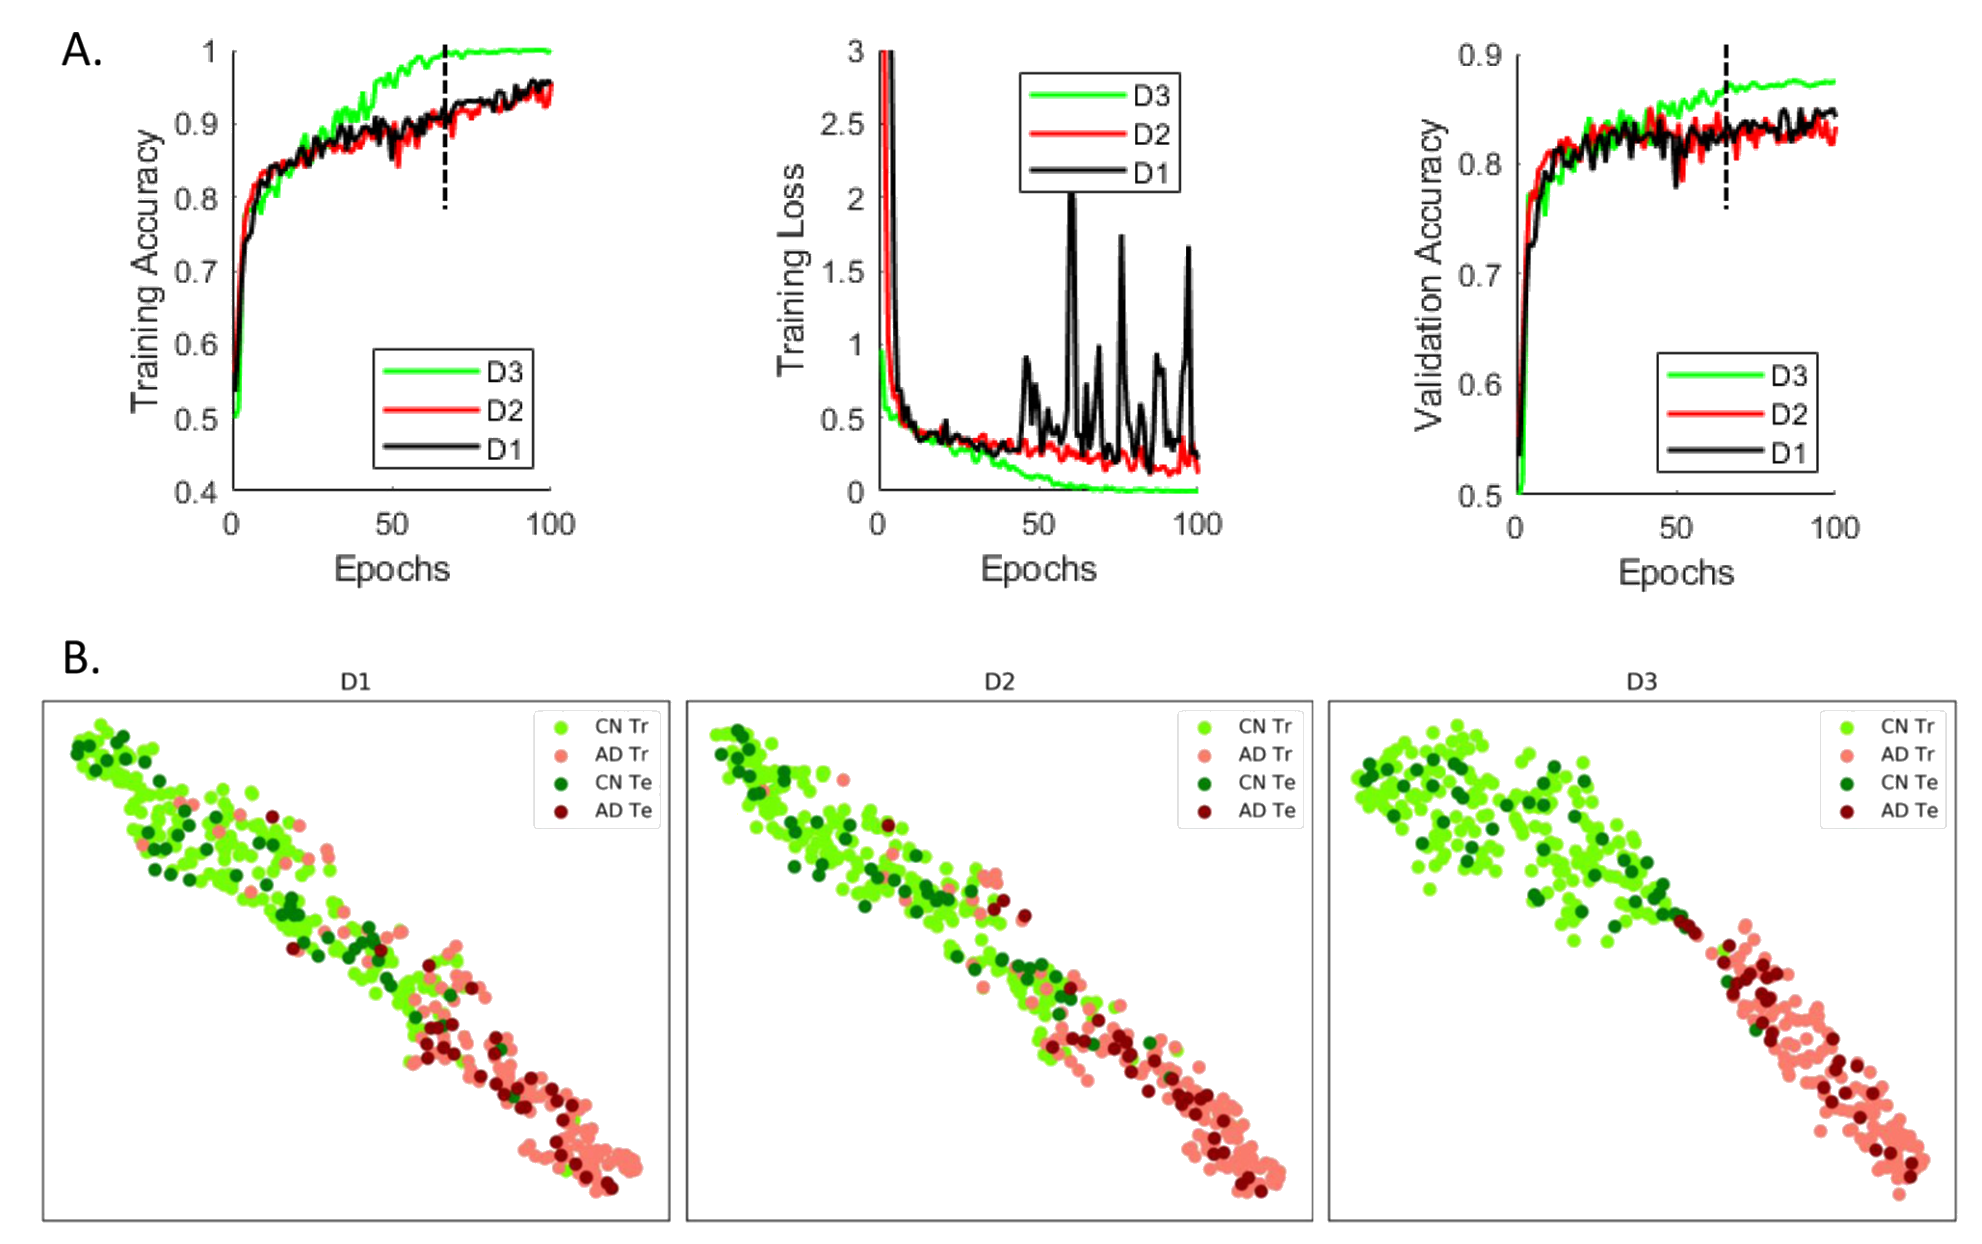 A.
1
0.9
0.8
0.7
0.6
0.5
0.4
Training Accuracy
D3
D2
D1
0
50
100
Epochs
3
2.5
2
1.5
1
0.5
0
Training Loss
D3
D2
D1
0
50
100
Epochs
0.9
0.8
0.7
0.6
0.5
Validation Accuracy
D3
D2
D1
0
50
100
Epochs
B.
D1
CN Tr
AD Tr
CN Te
AD Te
D2
CN Tr
AD Tr
CN Te
AD Te
D3
CN Tr
AD Tr
CN Te
AD Te